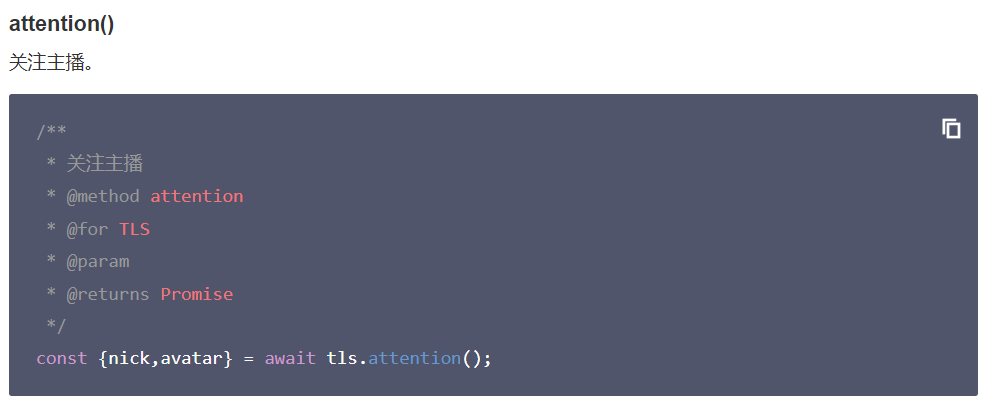 attention()
关注主播。
/**
 * 关注主播
 * @method attention
 * @for TLS
 * @param
 * @returns Promise
 */
const {nick,avatar} = await tls.attention();